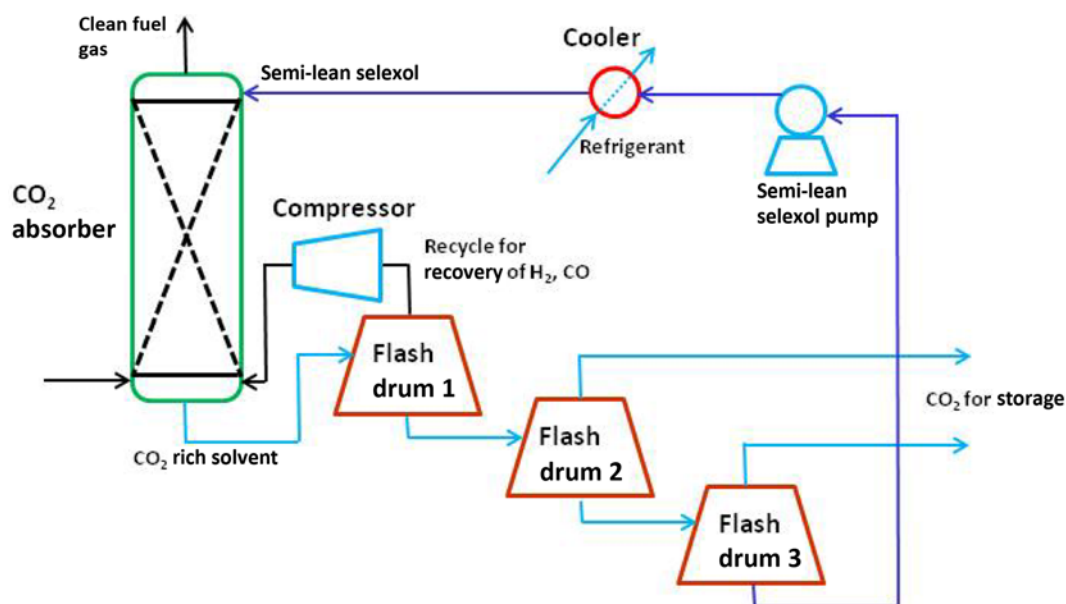 Clean fuel
gas
Cooler
Semi-lean selexol
Refrigerant
Semi-lean
selexol pump
CO₂
absorber
Compressor
Recycle for
recovery of H₂, CO
Flash
drum 1
CO₂ for storage
Flash
drum 2
CO₂ rich solvent
Flash
drum 3